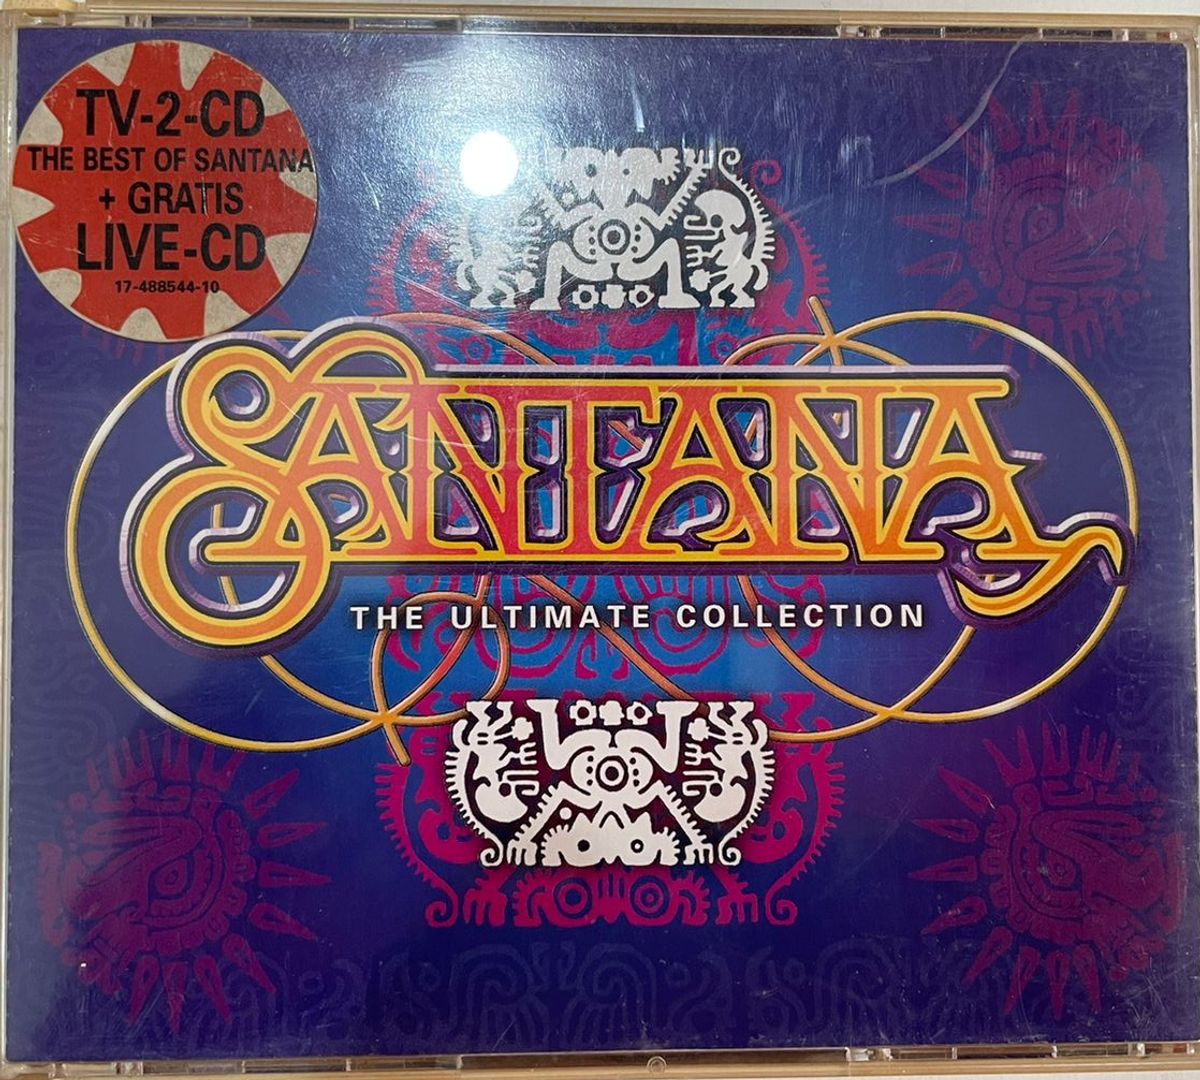 TV-2-CD
THE BEST OF SANTANA
+ GRATIS
LIVE-CD
17-488544-10
SANTANA
THE ULTIMATE COLLECTION